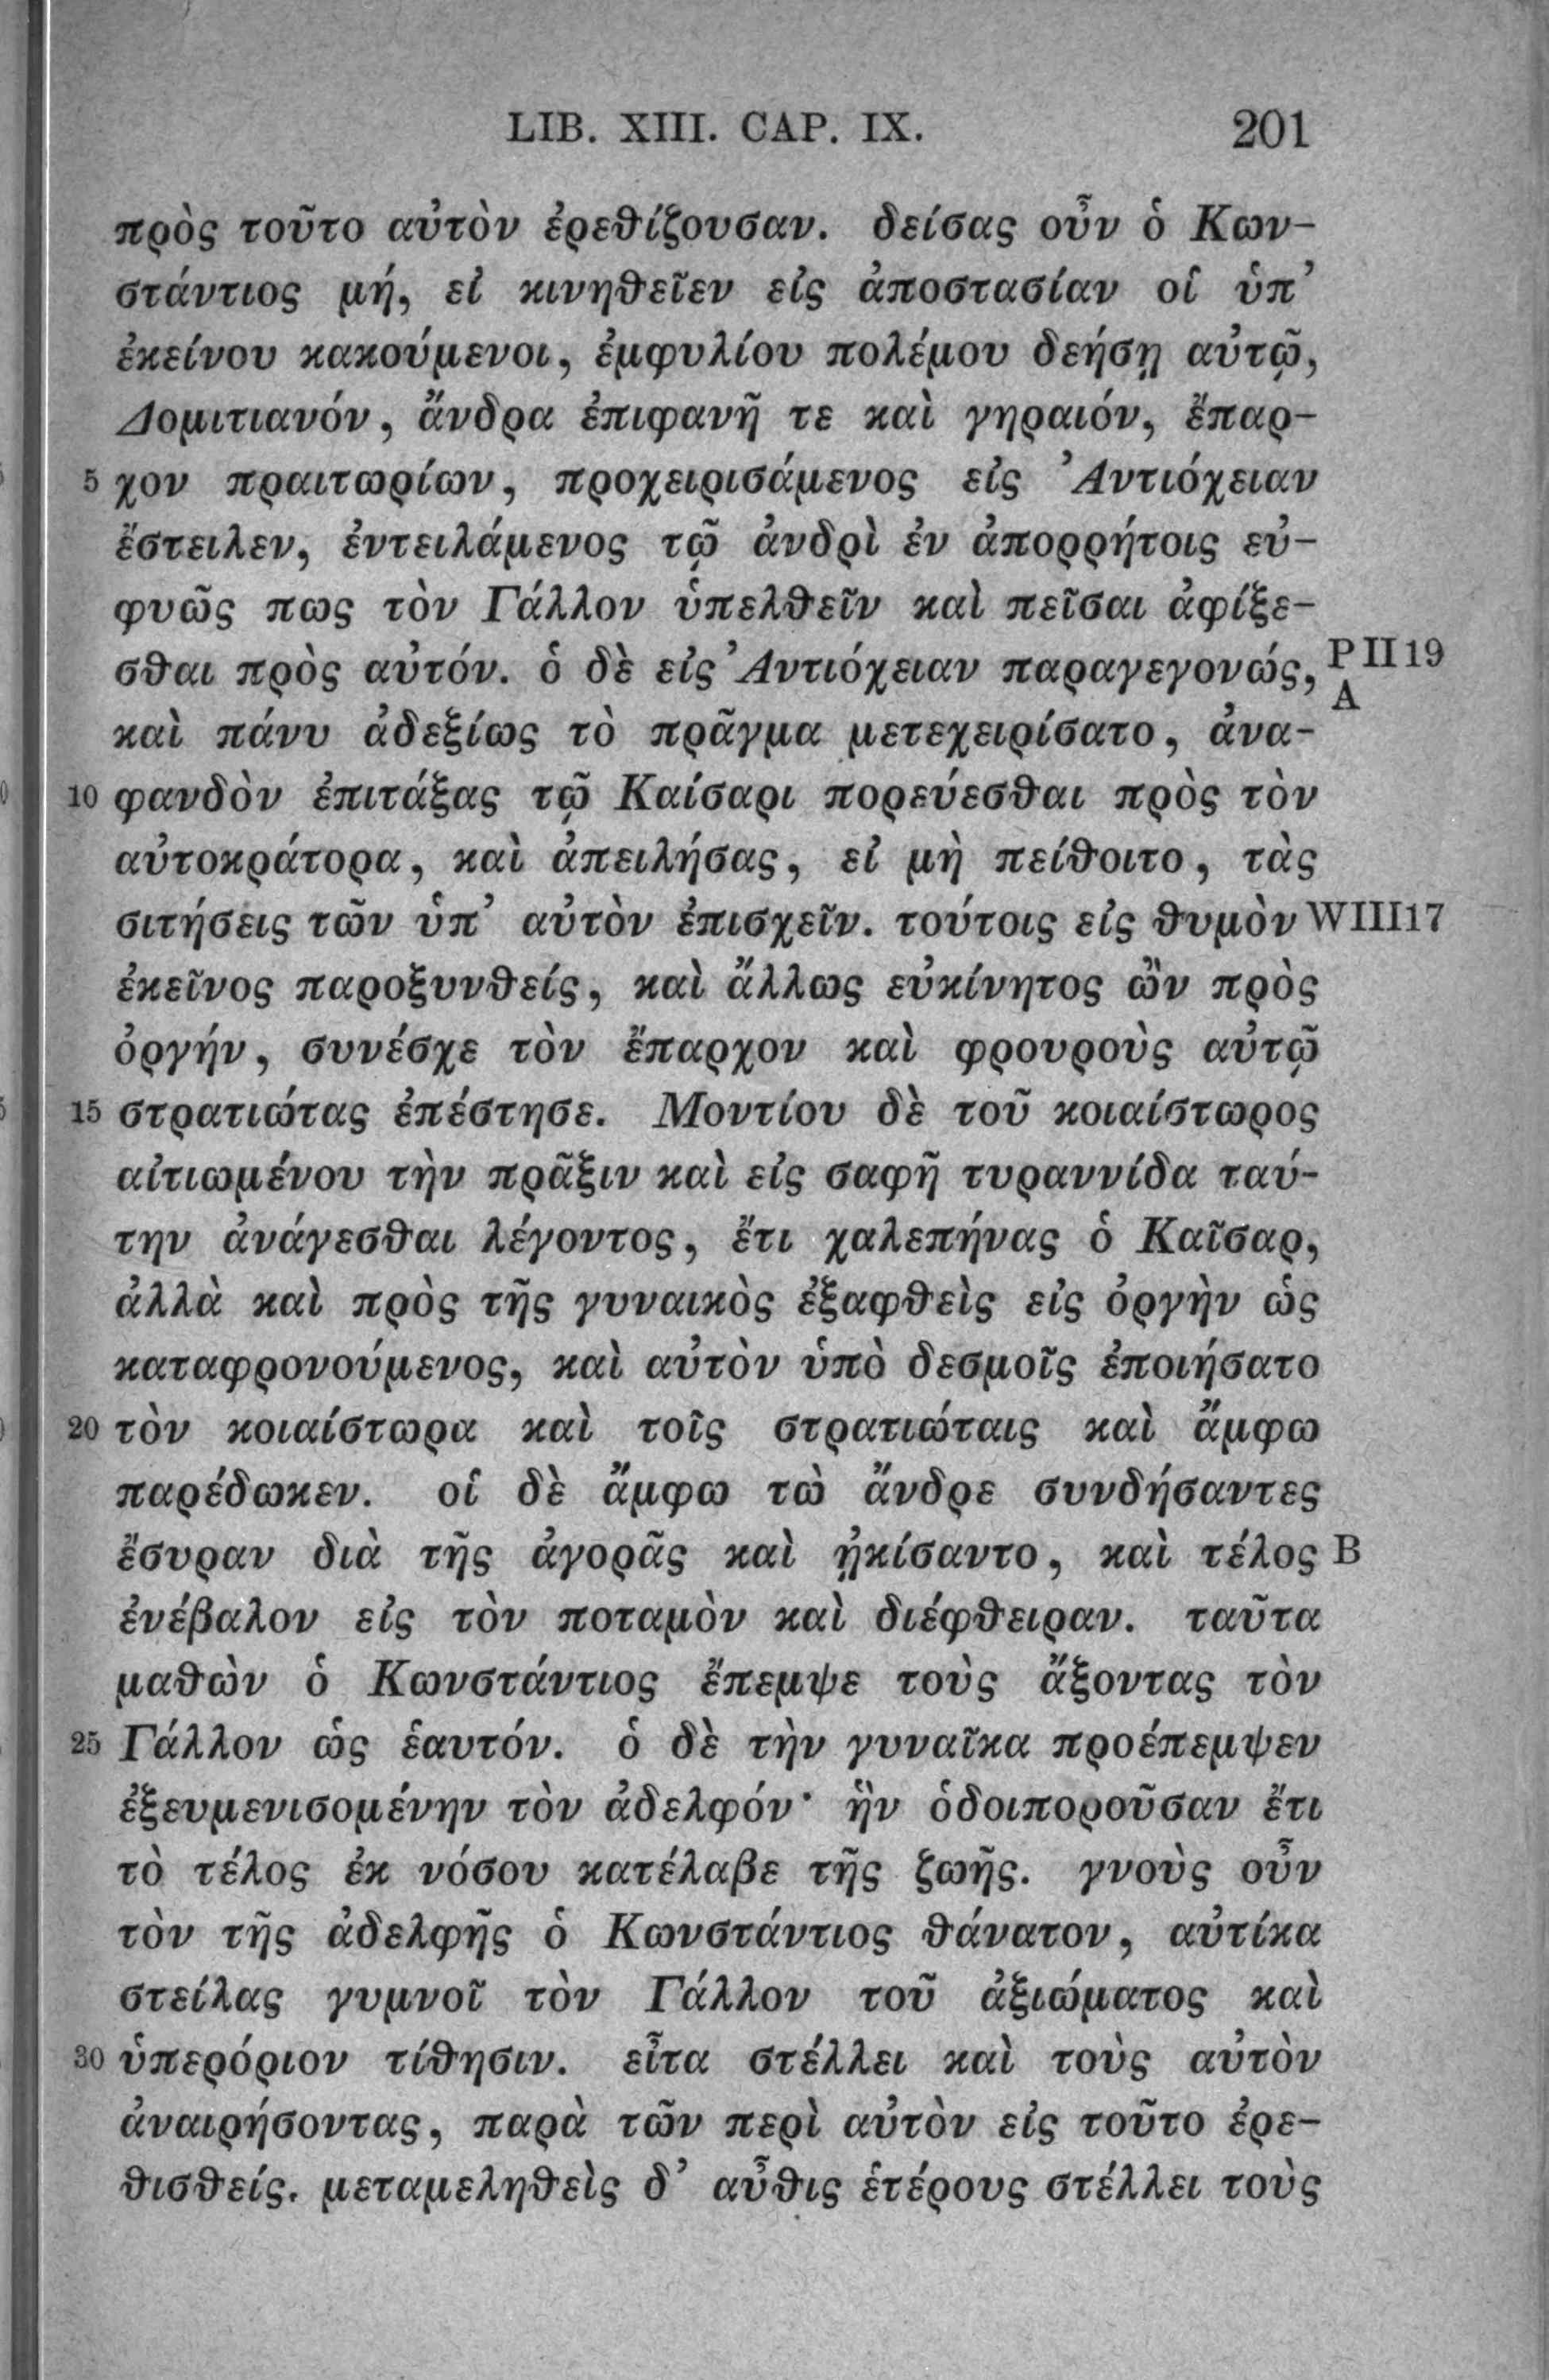 LIB. XIII. CAP. IX. 201
πρὸς τοῦτο αὐτὸν ἐρεθίζουσαν. δείσας οὖν ὁ Κων-
στάντιος μή, εἰ κινηθεῖεν εἰς ἀποστασίαν οἱ ὑπ’
ἐκείνου κακούμενοι, ἐμφυλίου πολέμου δεήσῃ αὐτῷ,
Δομιτιανόν, ἄνδρα ἐπιφανῆ τε καὶ γηραιόν, ἔπαρ-
5 χον πραιτωρίων, προχειρισάμενος εἰς Ἀντιόχειαν
ἔστειλεν, ἐντειλάμενος τῷ ἀνδρὶ ἐν ἀπορρήτοις εὐ-
φυῶς πως τὸν Γάλλον ὑπελθεῖν καὶ πεῖσαι ἀφίξε-
σθαι πρὸς αὐτόν. ὁ δὲ εἰς Ἀντιόχειαν παραγεγονώς, P II 19
A
καὶ πάνυ ἀδεξίως τὸ πρᾶγμα μετεχειρίσατο, ἀνα-
10 φανδὸν ἐπιτάξας τῷ Καίσαρι πορεύεσθαι πρὸς τὸν
αὐτοκράτορα, καὶ ἀπειλήσας, εἰ μὴ πείθοιτο, τὰς
σιτήσεις τῶν ὑπ’ αὐτὸν ἐπισχεῖν. τούτοις εἰς θυμὸν WIII17
ἐκεῖνος παροξυνθείς, καὶ ἄλλως εὐκίνητος ὢν πρὸς
ὀργήν, συνέσχε τὸν ἔπαρχον καὶ φρουροὺς αὐτῷ
15 στρατιώτας ἐπέστησε. Μοντίου δὲ τοῦ κοιαίστωρος
αἰτιωμένου τὴν πρᾶξιν καὶ εἰς σαφῆ τυραννίδα ταύ-
την ἀνάγεσθαι λέγοντος, ἔτι χαλεπήνας ὁ Καῖσαρ,
ἀλλὰ καὶ πρὸς τῆς γυναικὸς ἐξαφθεὶς εἰς ὀργὴν ὡς
καταφρονούμενος, καὶ αὐτὸν ὑπὸ δεσμοῖς ἐποιήσατο
20 τὸν κοιαίστωρα καὶ τοῖς στρατιώταις καὶ ἄμφω
παρέδωκεν. οἱ δὲ ἄμφω τὼ ἄνδρε συνδήσαντες
ἔσυραν διὰ τῆς ἀγορᾶς καὶ ᾐκίσαντο, καὶ τέλος B
ἐνέβαλον εἰς τὸν ποταμὸν καὶ διέφθειραν. ταῦτα
μαθὼν ὁ Κωνστάντιος ἔπεμψε τοὺς ἄξοντας τὸν
25 Γάλλον ὡς ἑαυτόν. ὁ δὲ τὴν γυναῖκα προέπεμψεν
ἐξευμενισομένην τὸν ἀδελφόν· ἣν ὁδοιποροῦσαν ἔτι
τὸ τέλος ἐκ νόσου κατέλαβε τῆς ζωῆς. γνοὺς οὖν
τὸν τῆς ἀδελφῆς ὁ Κωνστάντιος θάνατον, αὐτίκα
στείλας γυμνοῖ τὸν Γάλλον τοῦ ἀξιώματος καὶ
30 ὑπερόριον τίθησιν. εἶτα στέλλει καὶ τοὺς αὐτὸν
ἀναιρήσοντας, παρὰ τῶν περὶ αὐτὸν εἰς τοῦτο ἐρε-
θισθείς. μεταμεληθεὶς δ’ αὖθις ἑτέρους στέλλει τοὺς